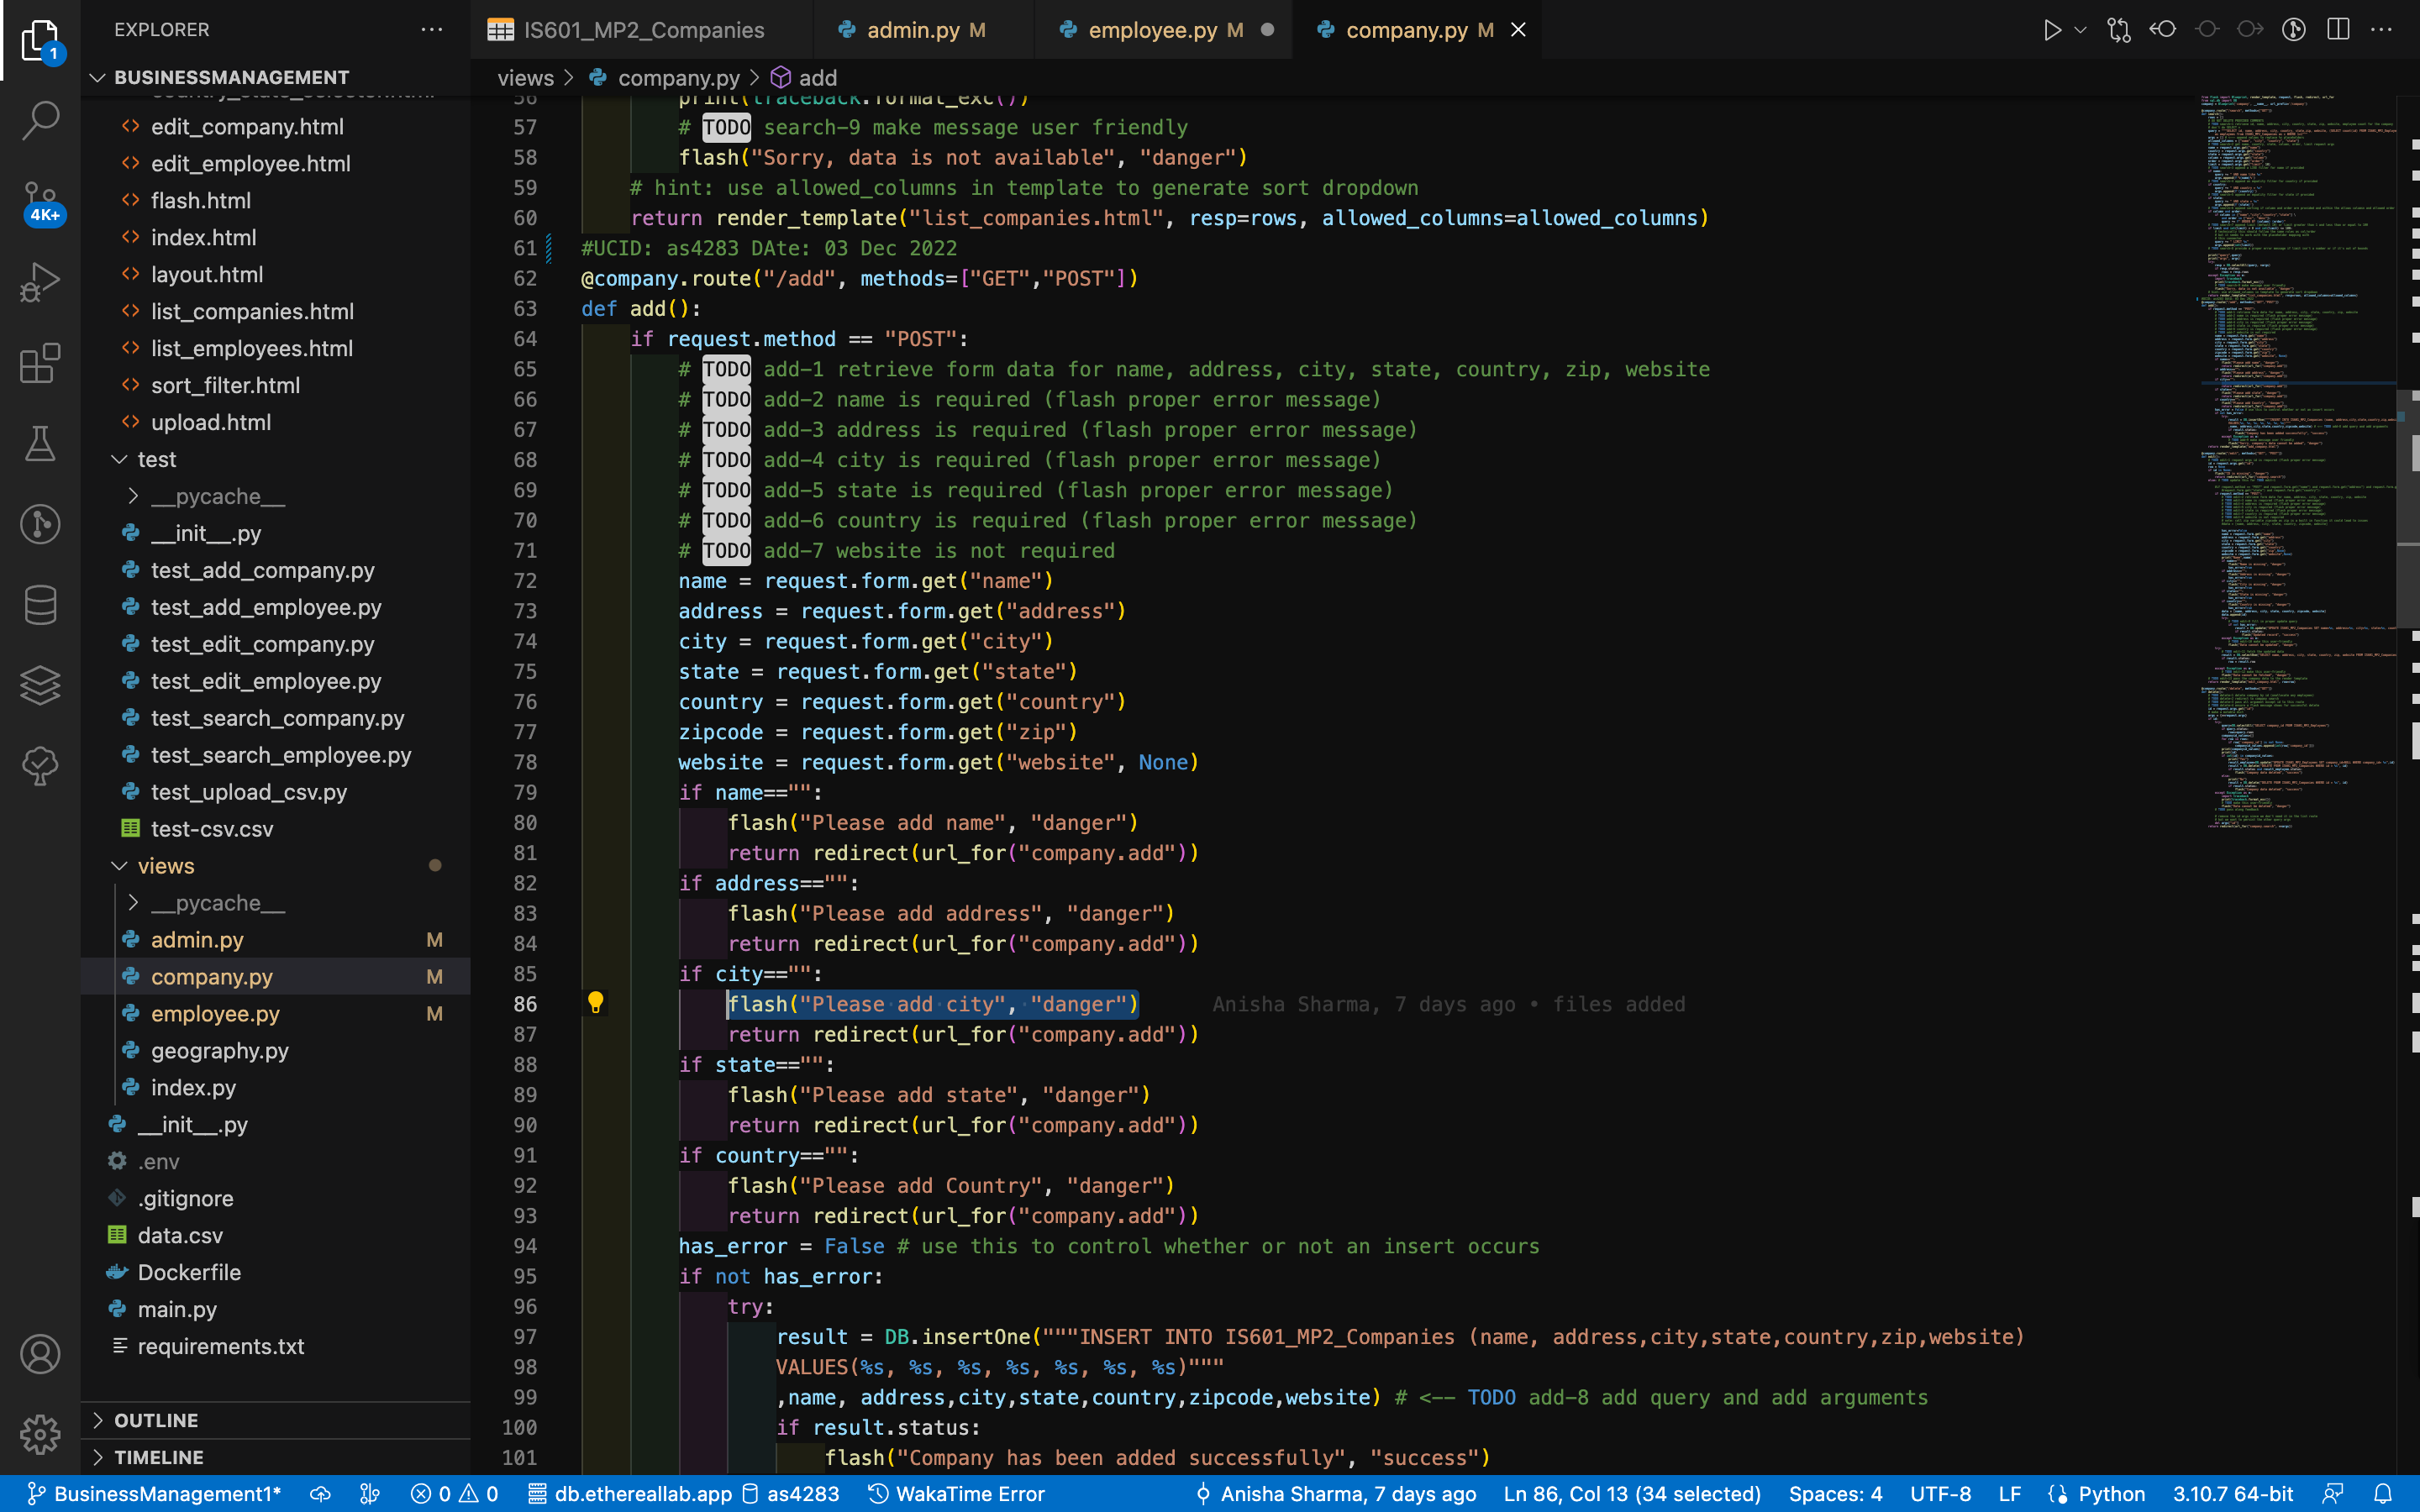 EXPLORER
IS601_MP2_Companies
admin.py M
employee.py M
company.py M
1
BUSINESSMANAGEMENT
views > company.py > add
edit_company.html
edit_employee.html
flash.html
index.html
layout.html
list_companies.html
list_employees.html
sort_filter.html
upload.html
test
__pycache__
__init__.py
test_add_company.py
test_add_employee.py
test_edit_company.py
test_edit_employee.py
test_search_company.py
test_search_employee.py
test_upload_csv.py
test-csv.csv
views
__pycache__
admin.py M
company.py M
employee.py M
geography.py
index.py
__init__.py
.env
.gitignore
data.csv
Dockerfile
main.py
requirements.txt
OUTLINE
TIMELINE
4K+
56 print(traceback.format_exc())
57 # TODO search-9 make message user friendly
58 flash("Sorry, data is not available", "danger")
59 # hint: use allowed_columns in template to generate sort dropdown
60 return render_template("list_companies.html", resp=rows, allowed_columns=allowed_columns)
61 #UCID: as4283 DAte: 03 Dec 2022
62 @company.route("/add", methods=["GET","POST"])
63 def add():
64 if request.method == "POST":
65 # TODO add-1 retrieve form data for name, address, city, state, country, zip, website
66 # TODO add-2 name is required (flash proper error message)
67 # TODO add-3 address is required (flash proper error message)
68 # TODO add-4 city is required (flash proper error message)
69 # TODO add-5 state is required (flash proper error message)
70 # TODO add-6 country is required (flash proper error message)
71 # TODO add-7 website is not required
72 name = request.form.get("name")
73 address = request.form.get("address")
74 city = request.form.get("city")
75 state = request.form.get("state")
76 country = request.form.get("country")
77 zipcode = request.form.get("zip")
78 website = request.form.get("website", None)
79 if name=="":
80 flash("Please add name", "danger")
81 return redirect(url_for("company.add"))
82 if address=="":
83 flash("Please add address", "danger")
84 return redirect(url_for("company.add"))
85 if city=="":
86 flash("Please add city", "danger") Anisha Sharma, 7 days ago • files added
87 return redirect(url_for("company.add"))
88 if state=="":
89 flash("Please add state", "danger")
90 return redirect(url_for("company.add"))
91 if country=="":
92 flash("Please add Country", "danger")
93 return redirect(url_for("company.add"))
94 has_error = False # use this to control whether or not an insert occurs
95 if not has_error:
96 try:
97 result = DB.insertOne("""INSERT INTO IS601_MP2_Companies (name, address,city,state,country,zip,website)
98 VALUES(%s, %s, %s, %s, %s, %s, %s)"""
99 ,name, address,city,state,country,zipcode,website) # <-- TODO add-8 add query and add arguments
100 if result.status:
101 flash("Company has been added successfully", "success")
BusinessManagement1* 0 0 db.ethereallab.app as4283 WakaTime Error Anisha Sharma, 7 days ago Ln 86, Col 13 (34 selected) Spaces: 4 UTF-8 LF Python 3.10.7 64-bit